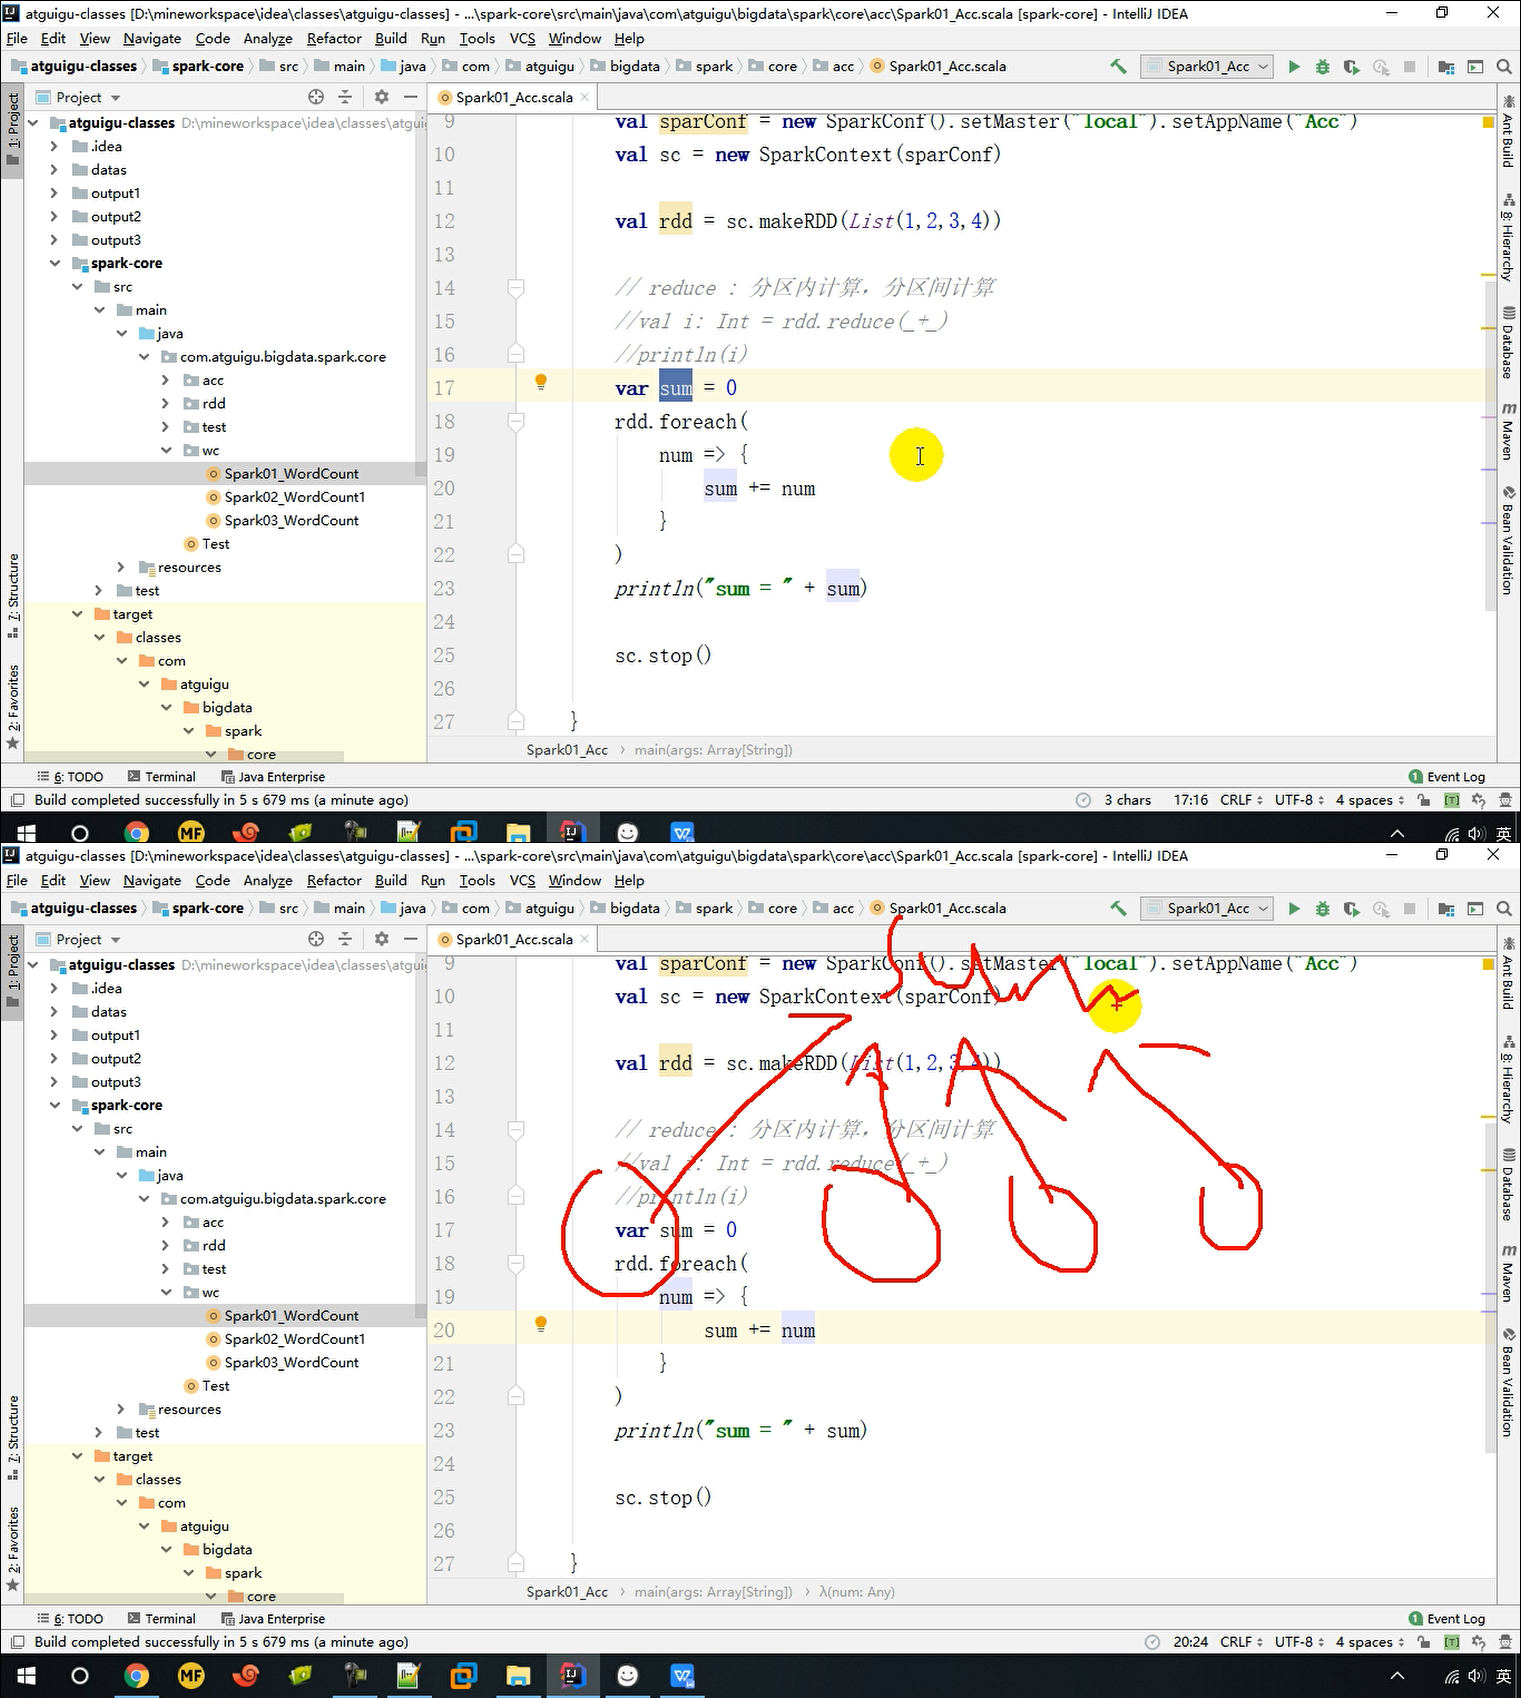 atguigu-classes [D:\mineworkspace\idea\classes\atguigu-classes] - ...\spark-core\src\main\java\com\atguigu\bigdata\spark\core\acc\Spark01_Acc.scala [spark-core] - IntelliJ IDEA
File Edit View Navigate Code Analyze Refactor Build Run Tools VCS Window Help
atguigu-classes spark-core src main java com atguigu bigdata spark core acc Spark01_Acc.scala Spark01_Acc
Project Spark01_Acc.scala
1: Project
7: Structure
2: Favorites
atguigu-classes D:\mineworkspace\idea\classes\atgui
.idea
datas
output1
output2
output3
spark-core
src
main
java
com.atguigu.bigdata.spark.core
acc
rdd
test
wc
Spark01_WordCount
Spark02_WordCount1
Spark03_WordCount
Test
resources
test
target
classes
com
atguigu
bigdata
spark
core
9 val sparConf = new SparkConf().setMaster("local").setAppName("Acc")
10 val sc = new SparkContext(sparConf)
11
12 val rdd = sc.makeRDD(List(1,2,3,4))
13
14 // reduce : 分区内计算，分区间计算
15 //val i: Int = rdd.reduce(_+_)
16 //println(i)
17 var sum = 0
18 rdd.foreach(
19 num => {
20 sum += num
21 }
22 )
23 println("sum = " + sum)
24
25 sc.stop()
26
27 }
Spark01_Acc main(args: Array[String])
Ant Build
8: Hierarchy
Database
Maven
Bean Validation
6: TODO Terminal Java Enterprise 1 Event Log
Build completed successfully in 5 s 679 ms (a minute ago) 3 chars 17:16 CRLF UTF-8 4 spaces
MF 英
atguigu-classes [D:\mineworkspace\idea\classes\atguigu-classes] - ...\spark-core\src\main\java\com\atguigu\bigdata\spark\core\acc\Spark01_Acc.scala [spark-core] - IntelliJ IDEA
File Edit View Navigate Code Analyze Refactor Build Run Tools VCS Window Help
atguigu-classes spark-core src main java com atguigu bigdata spark core acc Spark01_Acc.scala Spark01_Acc
Project Spark01_Acc.scala
1: Project
7: Structure
2: Favorites
atguigu-classes D:\mineworkspace\idea\classes\atgui
.idea
datas
output1
output2
output3
spark-core
src
main
java
com.atguigu.bigdata.spark.core
acc
rdd
test
wc
Spark01_WordCount
Spark02_WordCount1
Spark03_WordCount
Test
resources
test
target
classes
com
atguigu
bigdata
spark
core
sum
9 val sparConf = new SparkConf().setMaster("local").setAppName("Acc")
10 val sc = new SparkContext(sparConf)
11
12 val rdd = sc.makeRDD(List(1,2,3,4))
13
14 // reduce : 分区内计算，分区间计算
15 //val i: Int = rdd.reduce(_+_)
16 //println(i)
17 var sum = 0
18 rdd.foreach(
19 num => {
20 sum += num
21 }
22 )
23 println("sum = " + sum)
24
25 sc.stop()
26
27 }
Spark01_Acc main(args: Array[String]) λ(num: Any)
Ant Build
8: Hierarchy
Database
Maven
Bean Validation
6: TODO Terminal Java Enterprise 1 Event Log
Build completed successfully in 5 s 679 ms (a minute ago) 20:24 CRLF UTF-8 4 spaces
MF 英